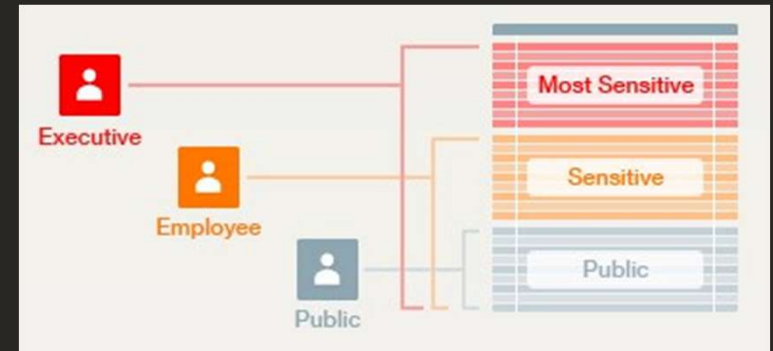 Most Sensitive
Executive
Sensitive
Employee
Public
Public